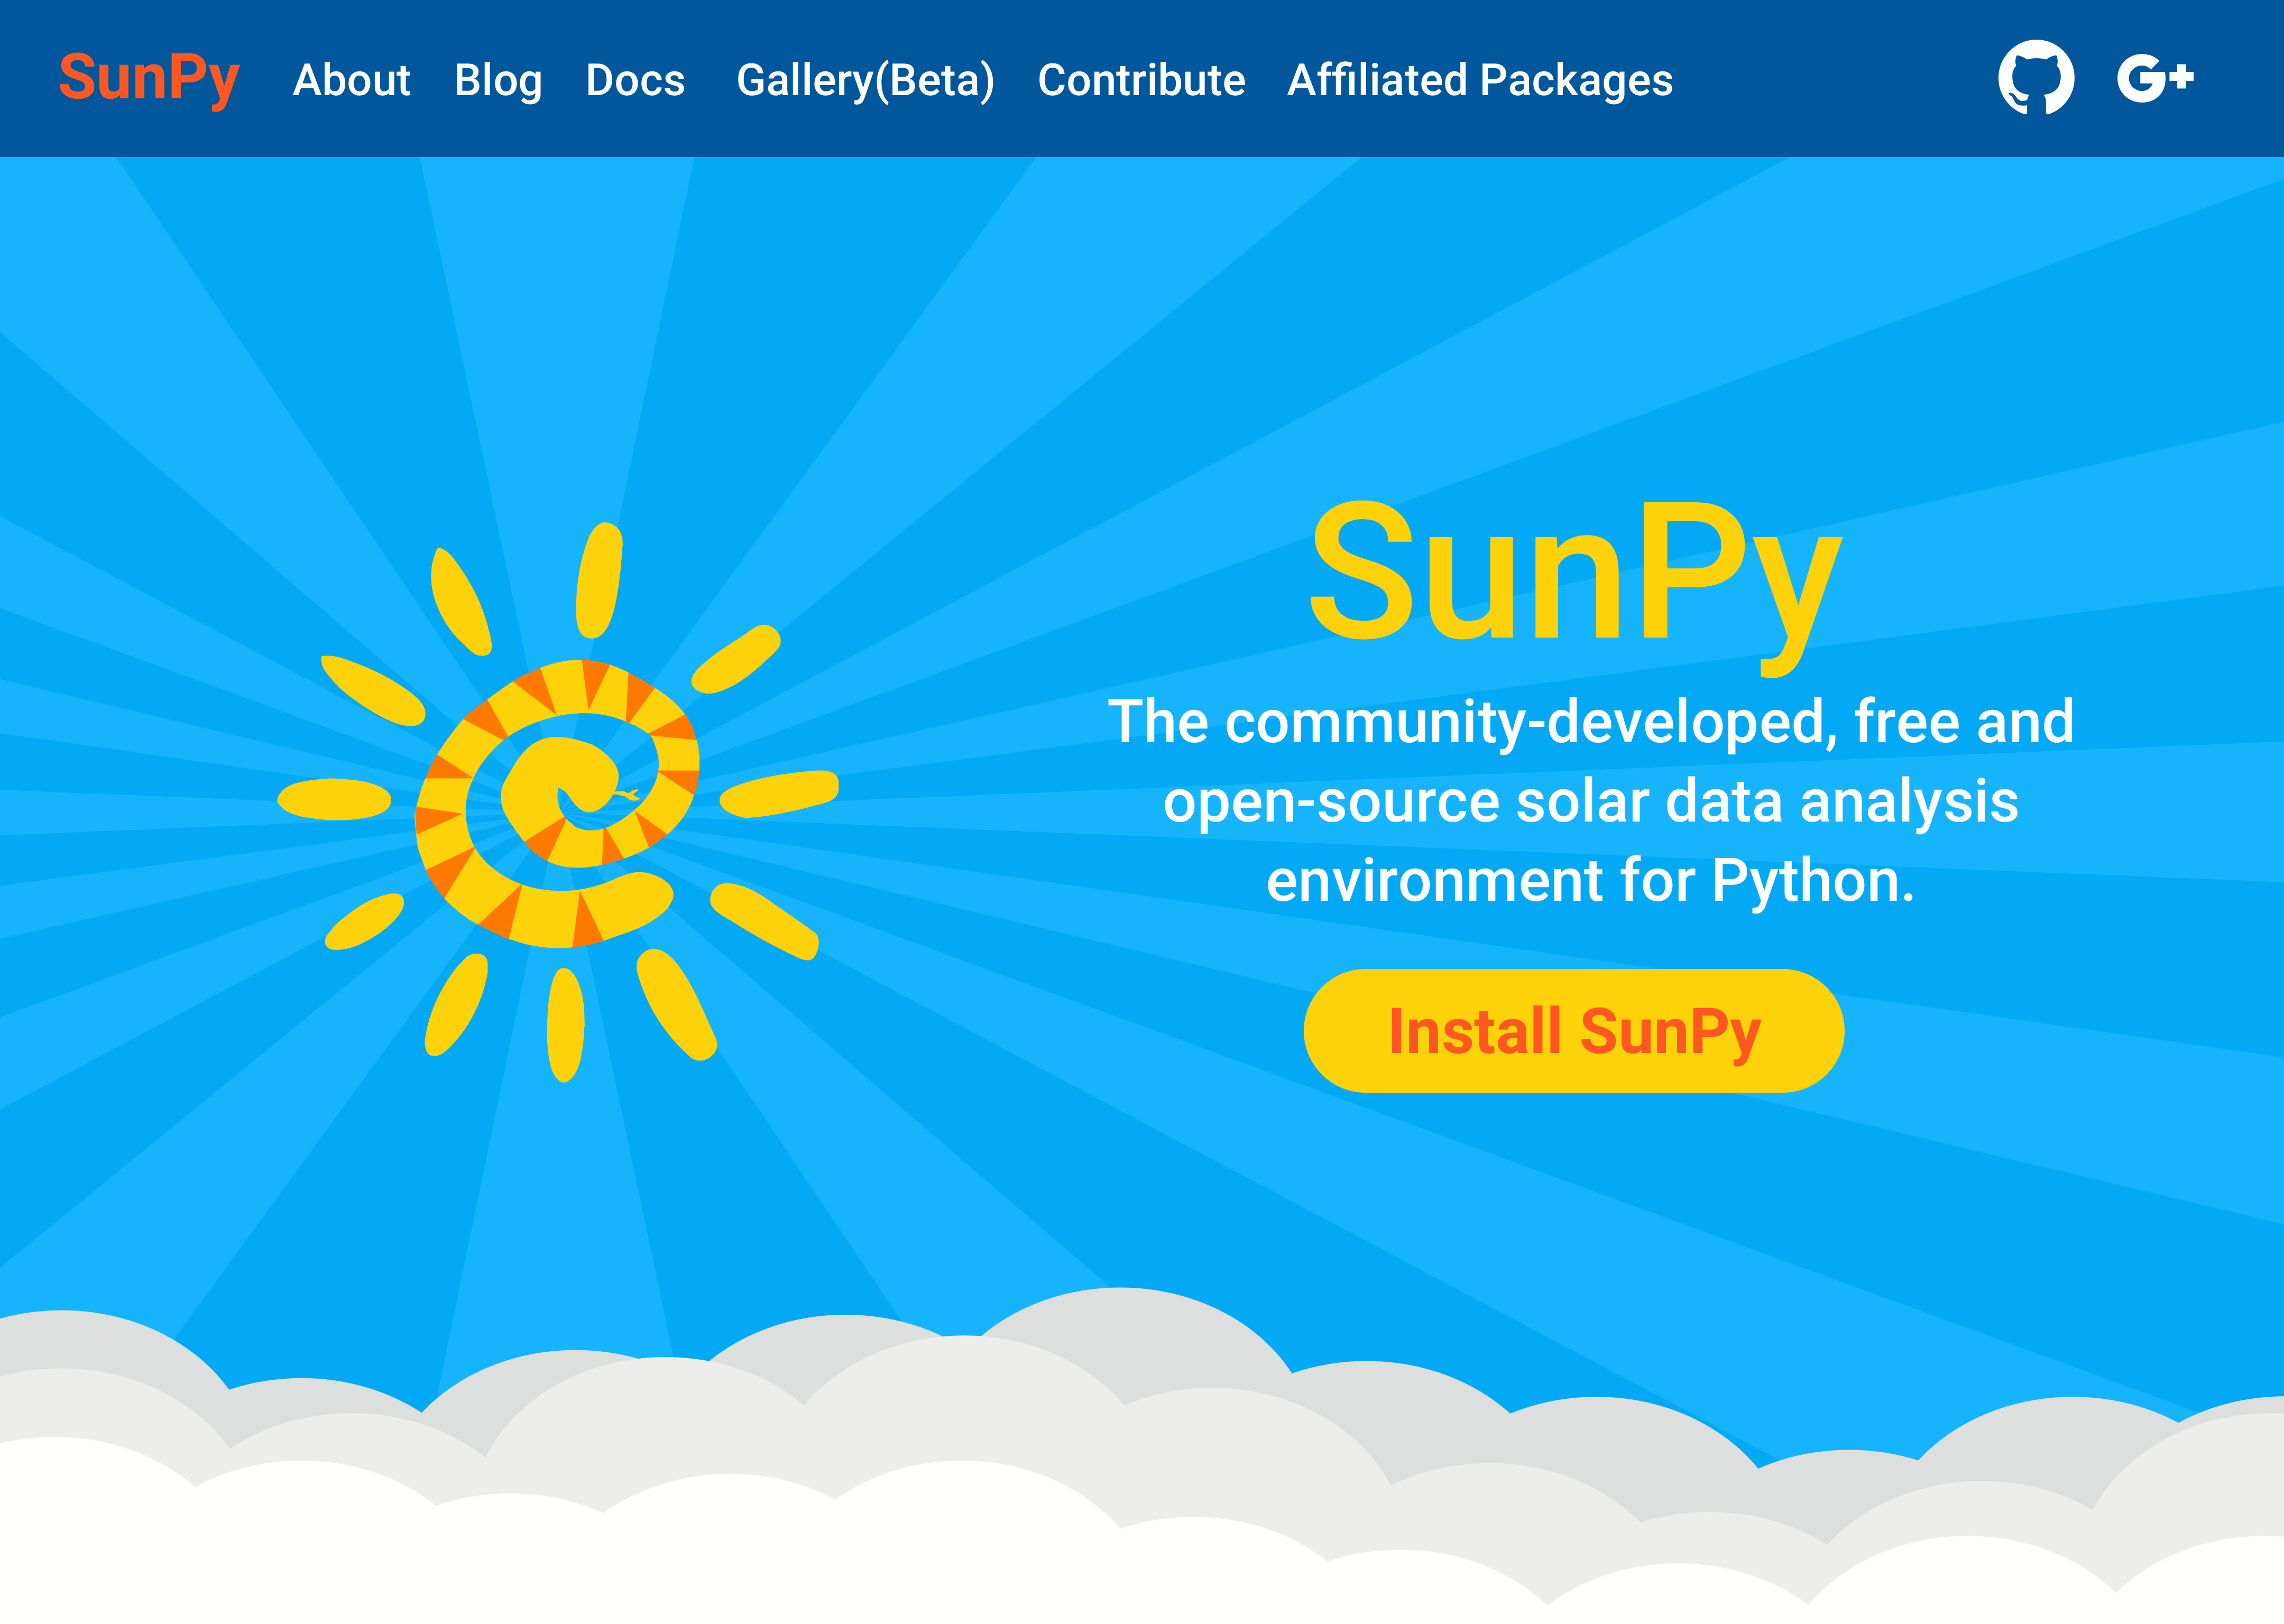 SunPy About Blog Docs Gallery(Beta) Contribute Affiliated Packages G+
SunPy
The community-developed, free and
open-source solar data analysis
environment for Python.
Install SunPy